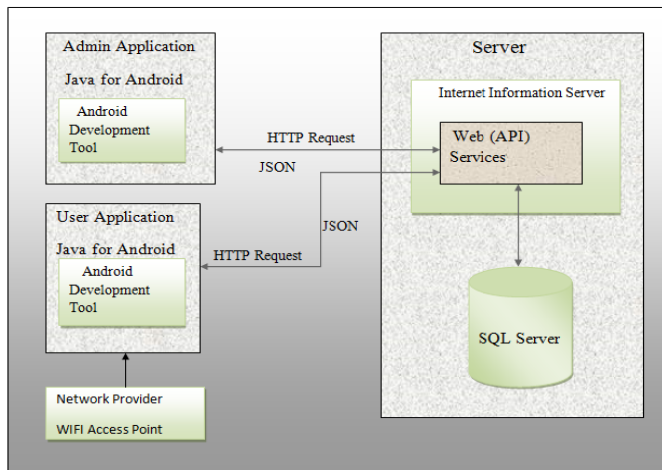 Admin Application
Java for Android
Android
Development
Tool
User Application
Java for Android
Android
Development
Tool
Network Provider
WIFI Access Point
HTTP Request
JSON
JSON
HTTP Request
Server
Internet Information Server
Web (API)
Services
SQL Server